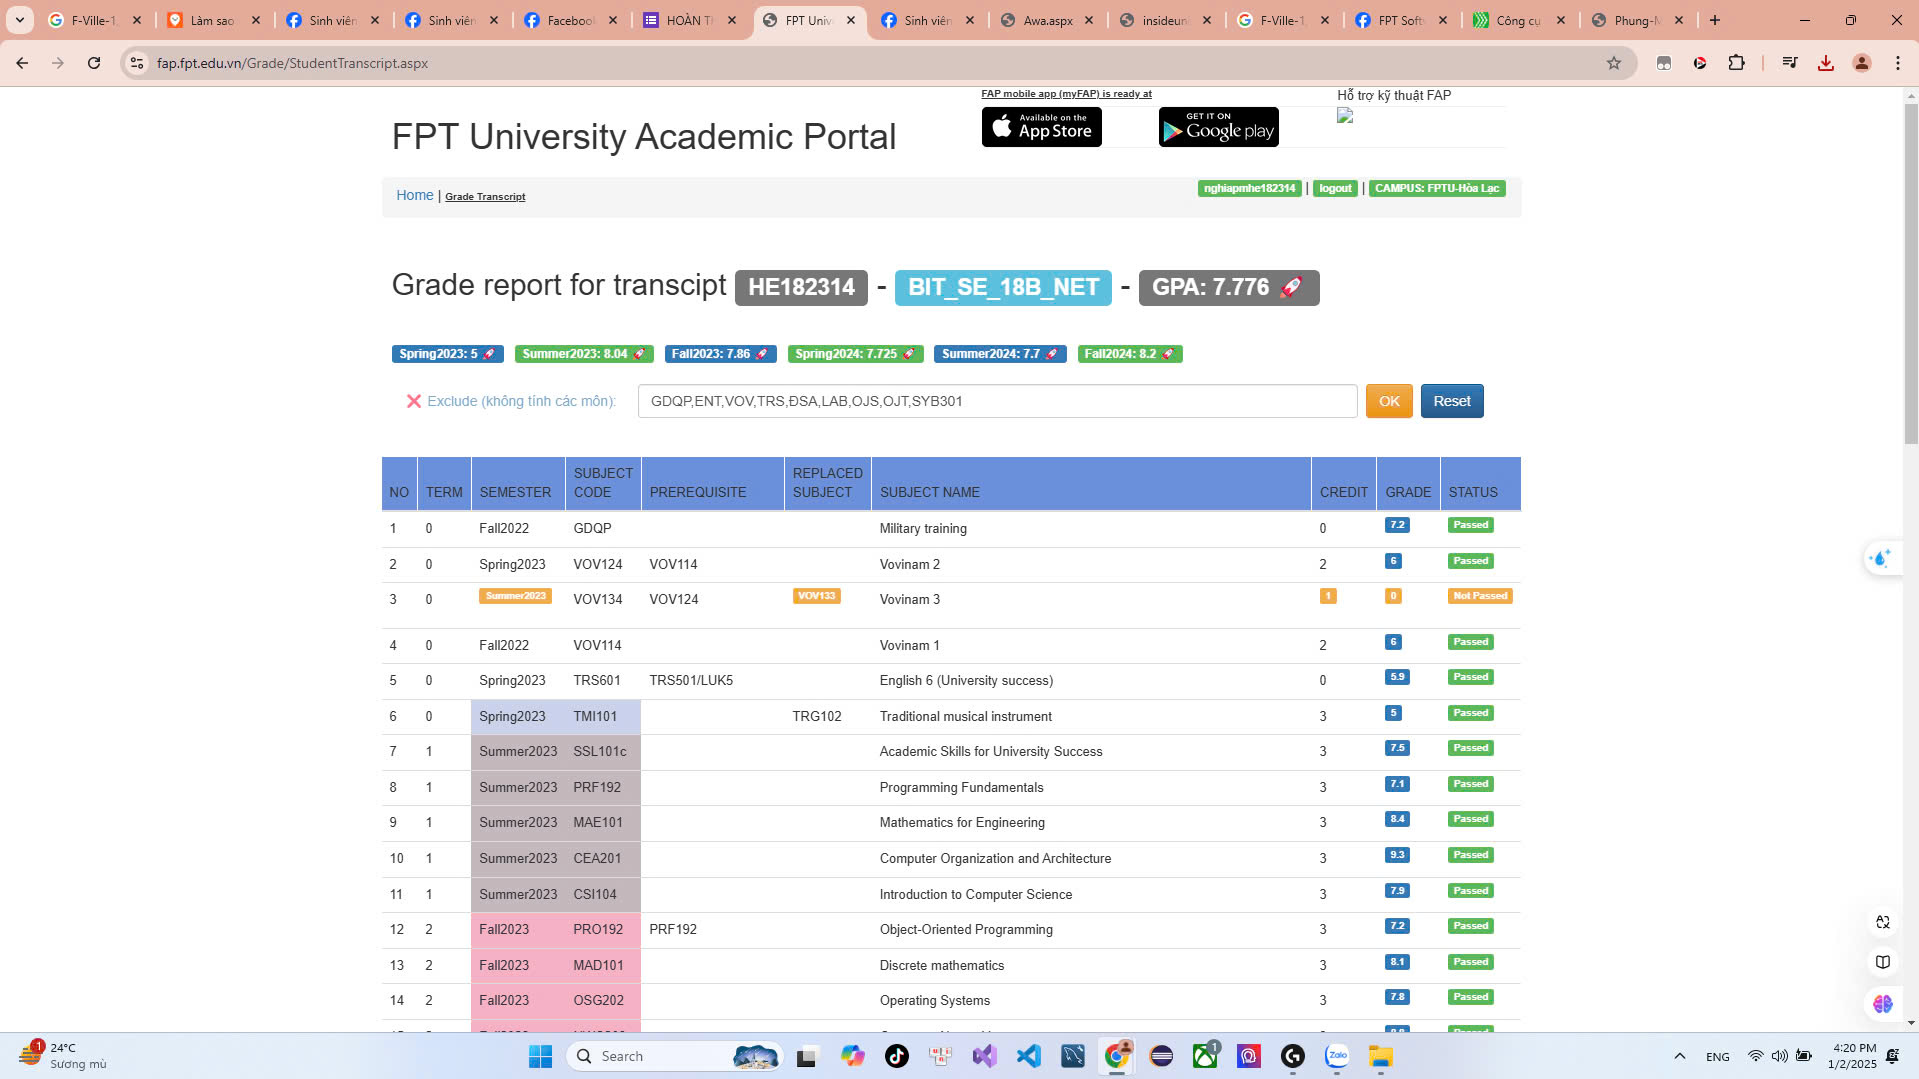 F-Ville-1,
Làm sao
Sinh viên
Sinh viên
Facebook
HOÀN TH
FPT Univ
Sinh viên
Awa.aspx
insideun
F-Ville-1,
FPT Soft
Công cụ
Phung-M
fap.fpt.edu.vn/Grade/StudentTranscript.aspx
FAP mobile app (myFAP) is ready at
Hỗ trợ kỹ thuật FAP
FPT University Academic Portal
Available on the App Store
GET IT ON Google play
Home | Grade Transcript
nghiapmhe182314 | logout | CAMPUS: FPTU-Hòa Lạc
Grade report for transcipt HE182314 - BIT_SE_18B_NET - GPA: 7.776 🚀
Spring2023: 5 🚀 Summer2023: 8.04 🚀 Fall2023: 7.86 🚀 Spring2024: 7.725 🚀 Summer2024: 7.7 🚀 Fall2024: 8.2 🚀
❌ Exclude (không tính các môn): GDQP,ENT,VOV,TRS,ĐSA,LAB,OJS,OJT,SYB301 OK Reset
NO TERM SEMESTER SUBJECT CODE PREREQUISITE REPLACED SUBJECT SUBJECT NAME CREDIT GRADE STATUS
1 0 Fall2022 GDQP Military training 0 7.2 Passed
2 0 Spring2023 VOV124 VOV114 Vovinam 2 2 6 Passed
3 0 Summer2023 VOV134 VOV124 VOV133 Vovinam 3 1 0 Not Passed
4 0 Fall2022 VOV114 Vovinam 1 2 6 Passed
5 0 Spring2023 TRS601 TRS501/LUK5 English 6 (University success) 0 5.9 Passed
6 0 Spring2023 TMI101 TRG102 Traditional musical instrument 3 5 Passed
7 1 Summer2023 SSL101c Academic Skills for University Success 3 7.5 Passed
8 1 Summer2023 PRF192 Programming Fundamentals 3 7.1 Passed
9 1 Summer2023 MAE101 Mathematics for Engineering 3 8.4 Passed
10 1 Summer2023 CEA201 Computer Organization and Architecture 3 9.3 Passed
11 1 Summer2023 CSI104 Introduction to Computer Science 3 7.9 Passed
12 2 Fall2023 PRO192 PRF192 Object-Oriented Programming 3 7.2 Passed
13 2 Fall2023 MAD101 Discrete mathematics 3 8.1 Passed
14 2 Fall2023 OSG202 Operating Systems 3 7.8 Passed
1
24°C
Sương mù
Search
Zalo
1
ENG
4:20 PM
1/2/2025